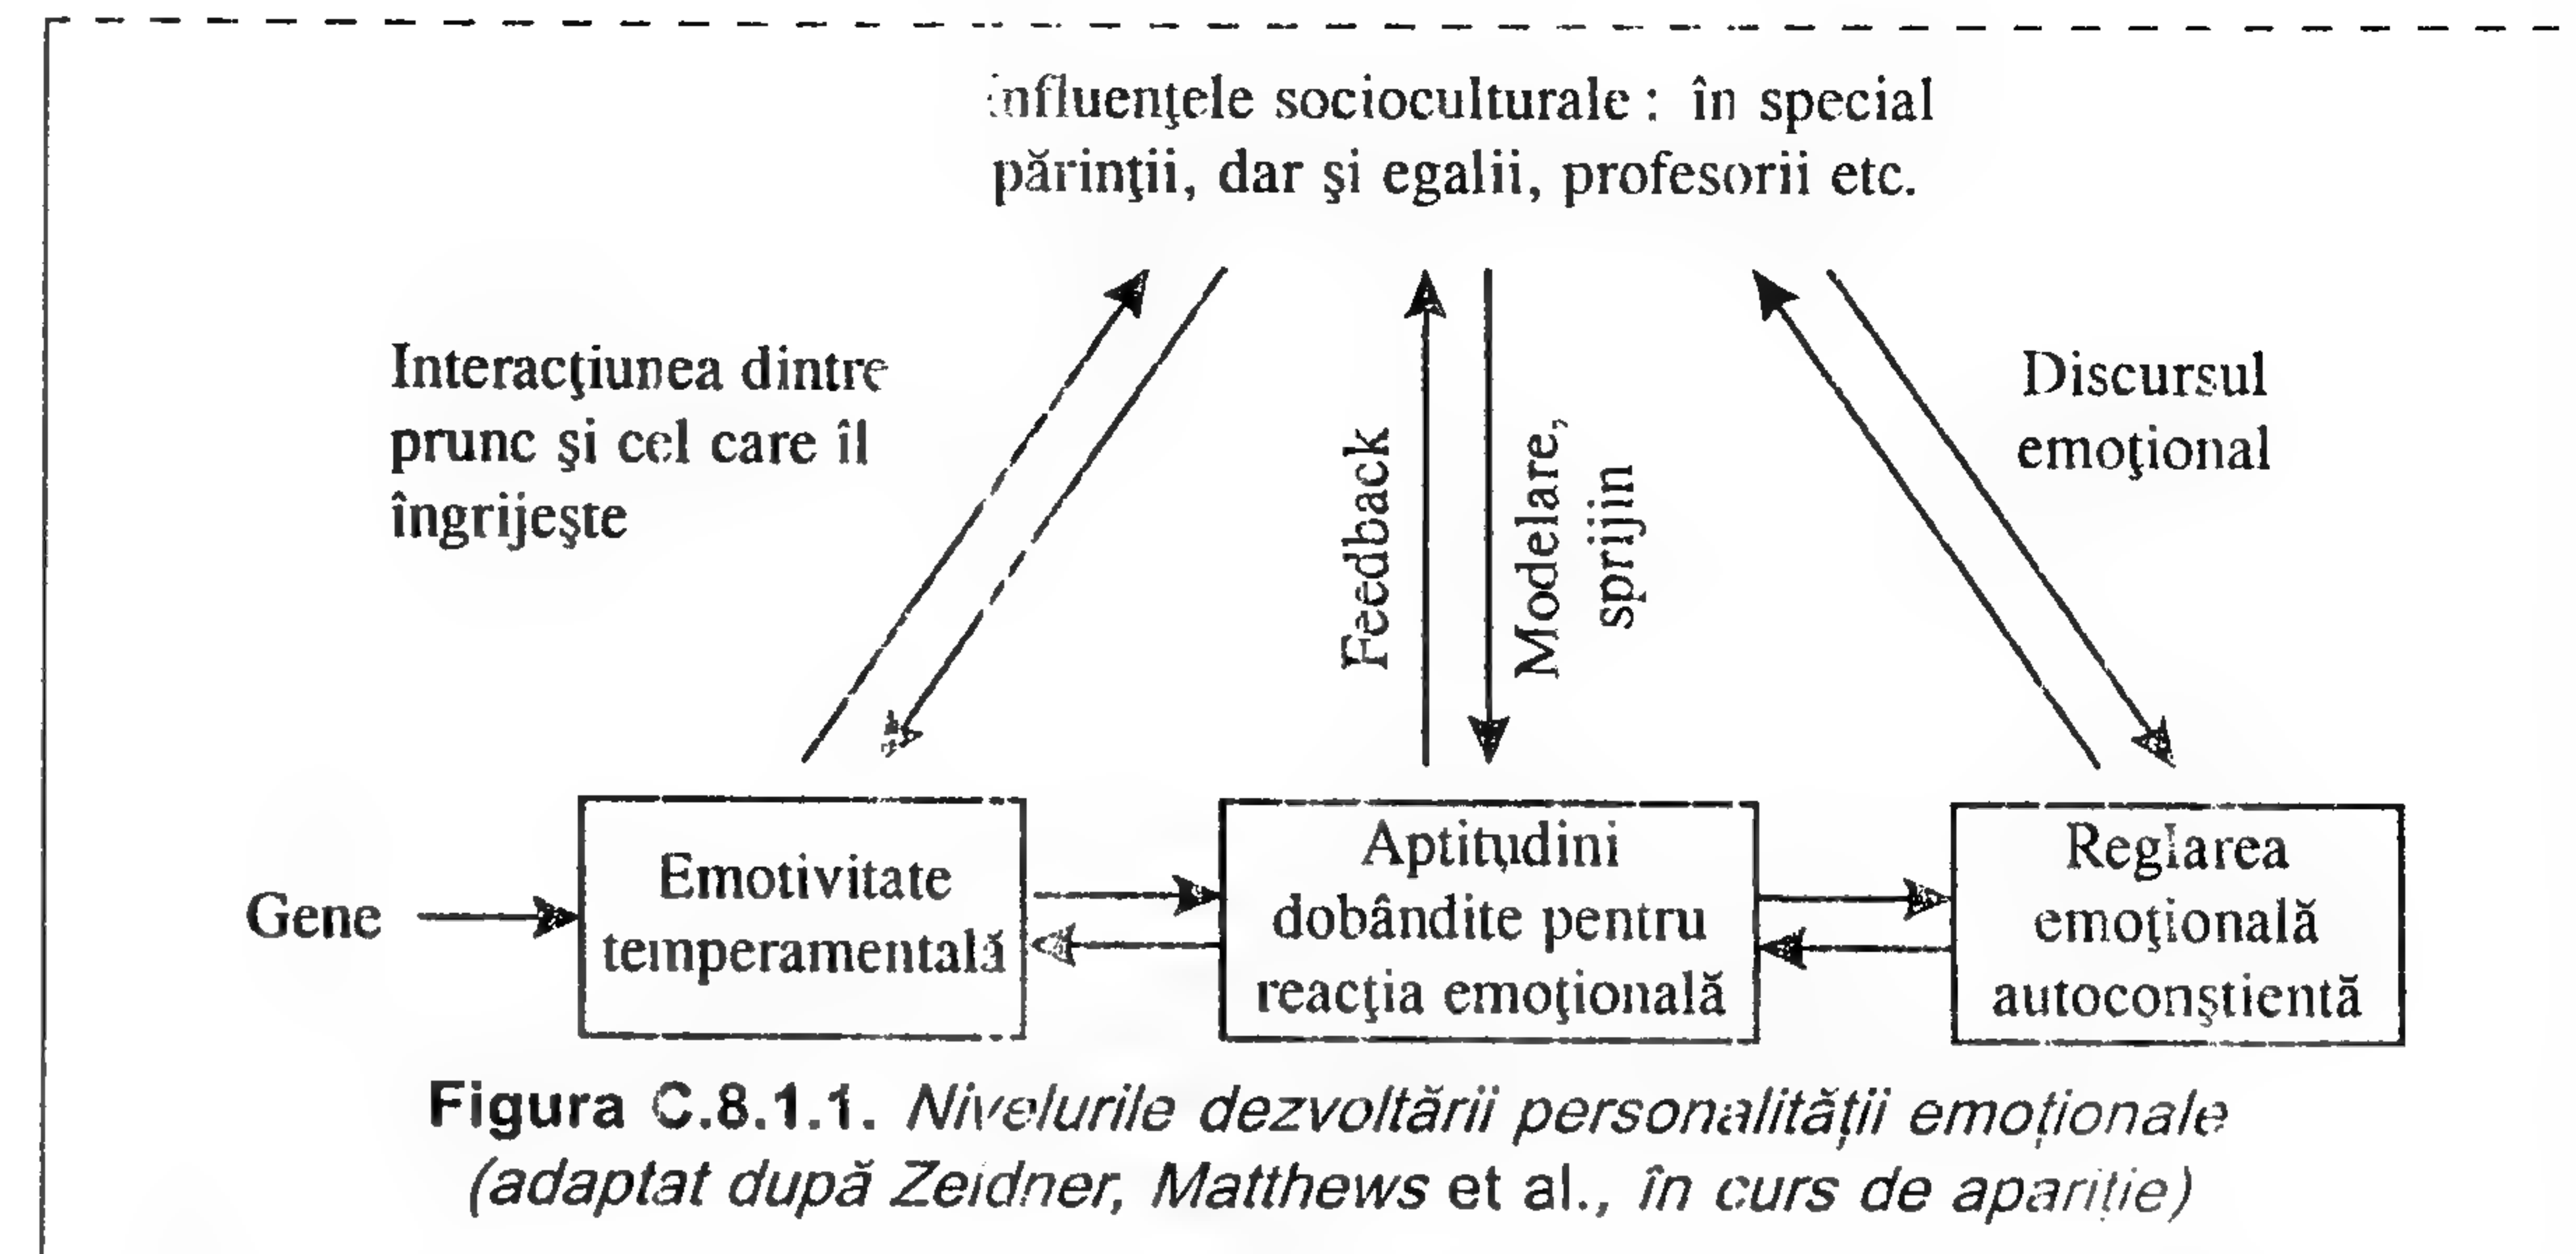 Influenţele socioculturale : în special
părinţii, dar şi egalii, profesorii etc.
Interacţiunea dintre
prunc şi cel care îl
îngrijeşte
Feedback
Modelare,
sprijin
Discursul
emoţional
Gene
Emotivitate
temperamentală
Aptitudini
dobândite pentru
reacţia emoţională
Reglarea
emoţională
autoconştientă
Figura C.8.1.1. Nivelurile dezvoltării personalităţii emoţionale
(adaptat după Zeidner, Matthews et al., în curs de apariţie)